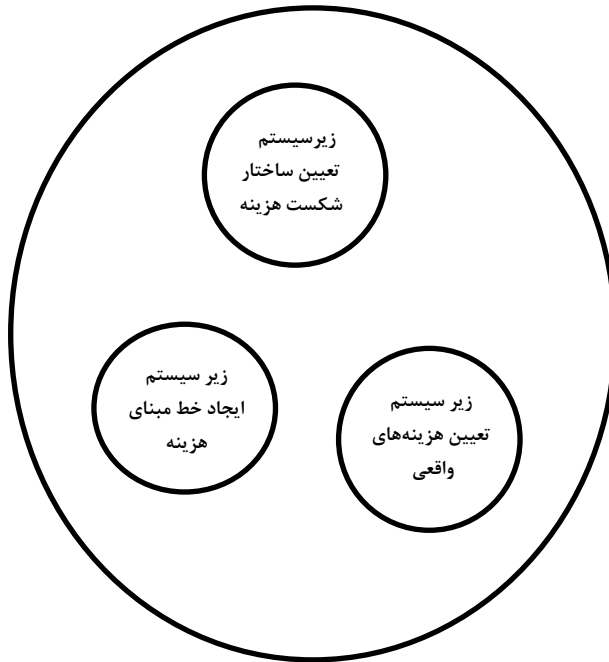 زیرسیستم
تعیین ساختار
شکست هزینه
زیر سیستم
ایجاد خط مبنای
هزینه
زیر سیستم
تعیین هزینه‌های
واقعی